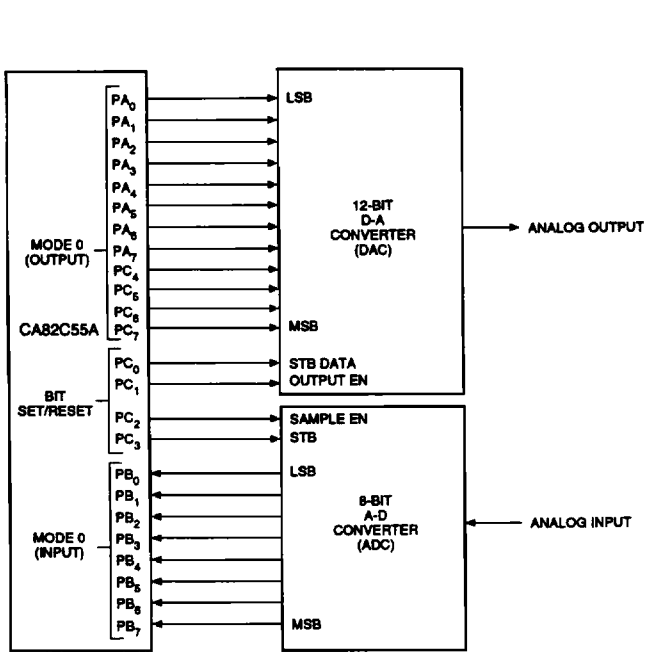 PA0
PA1
PA2
PA3
PA4
PA5
PA6
PA7
PC4
PC5
PC6
PC7
MODE 0
(OUTPUT)
CA82C55A
PC0
PC1
PC2
PC3
BIT
SET/RESET
PB0
PB1
PB2
PB3
PB4
PB5
PB6
PB7
MODE 0
(INPUT)
LSB
12-BIT
D-A
CONVERTER
(DAC)
MSB
STB DATA
OUTPUT EN
ANALOG OUTPUT
SAMPLE EN
STB
LSB
8-BIT
A-D
CONVERTER
(ADC)
MSB
ANALOG INPUT